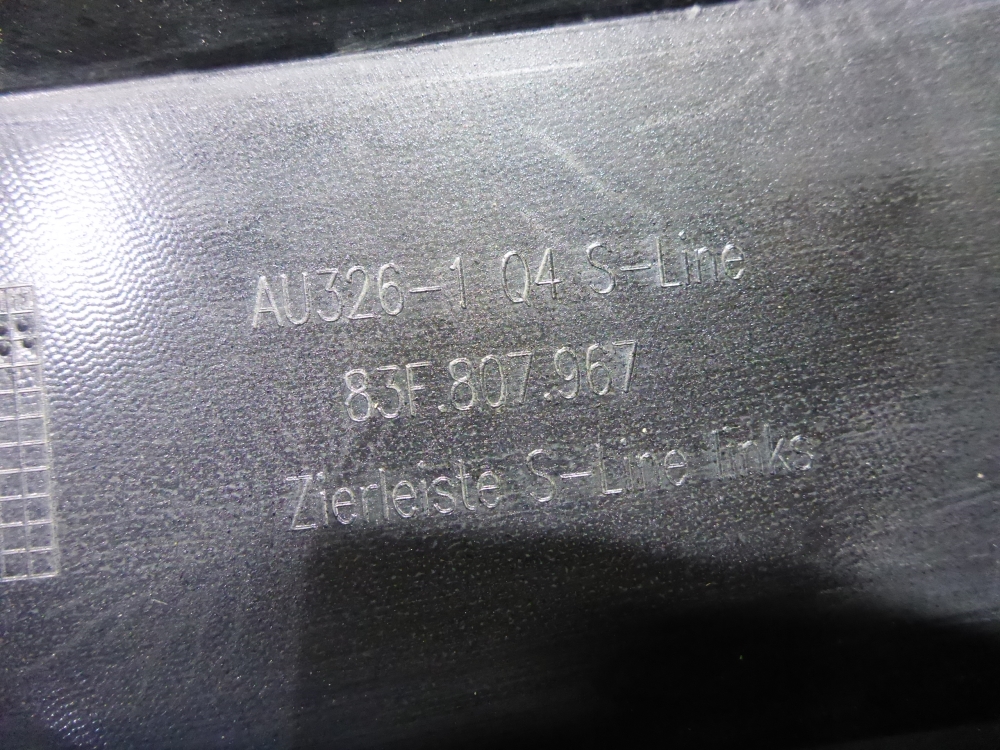 AU326-1 Q4 S-Line
83F.807.967
Zierleiste S-Line links